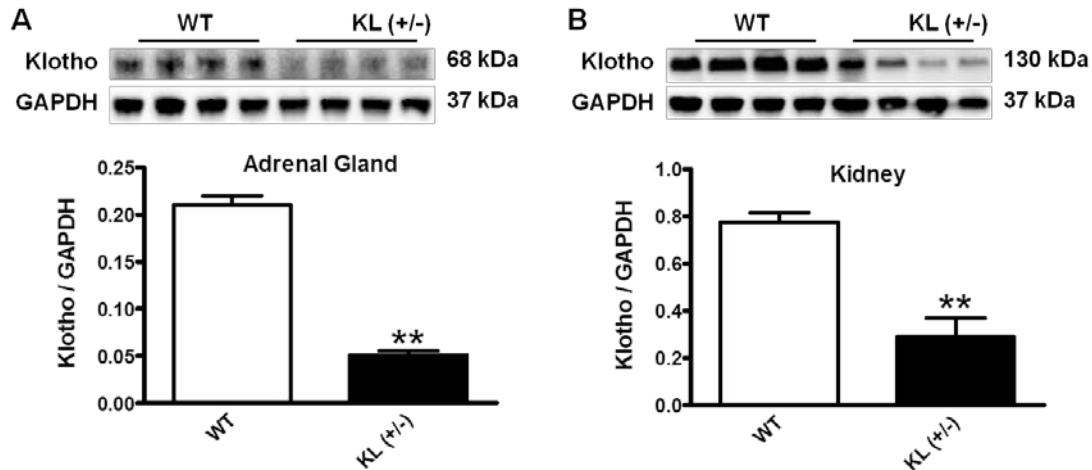 A
WT KL (+/-)
Klotho 68 kDa
GAPDH 37 kDa
Adrenal Gland
Klotho / GAPDH
0.25
0.20
0.15
0.10
0.05
0.00
**
WT
KL (+/-)
B
WT KL (+/-)
Klotho 130 kDa
GAPDH 37 kDa
Kidney
Klotho / GAPDH
1.0
0.8
0.6
0.4
0.2
0.0
**
WT
KL (+/-)